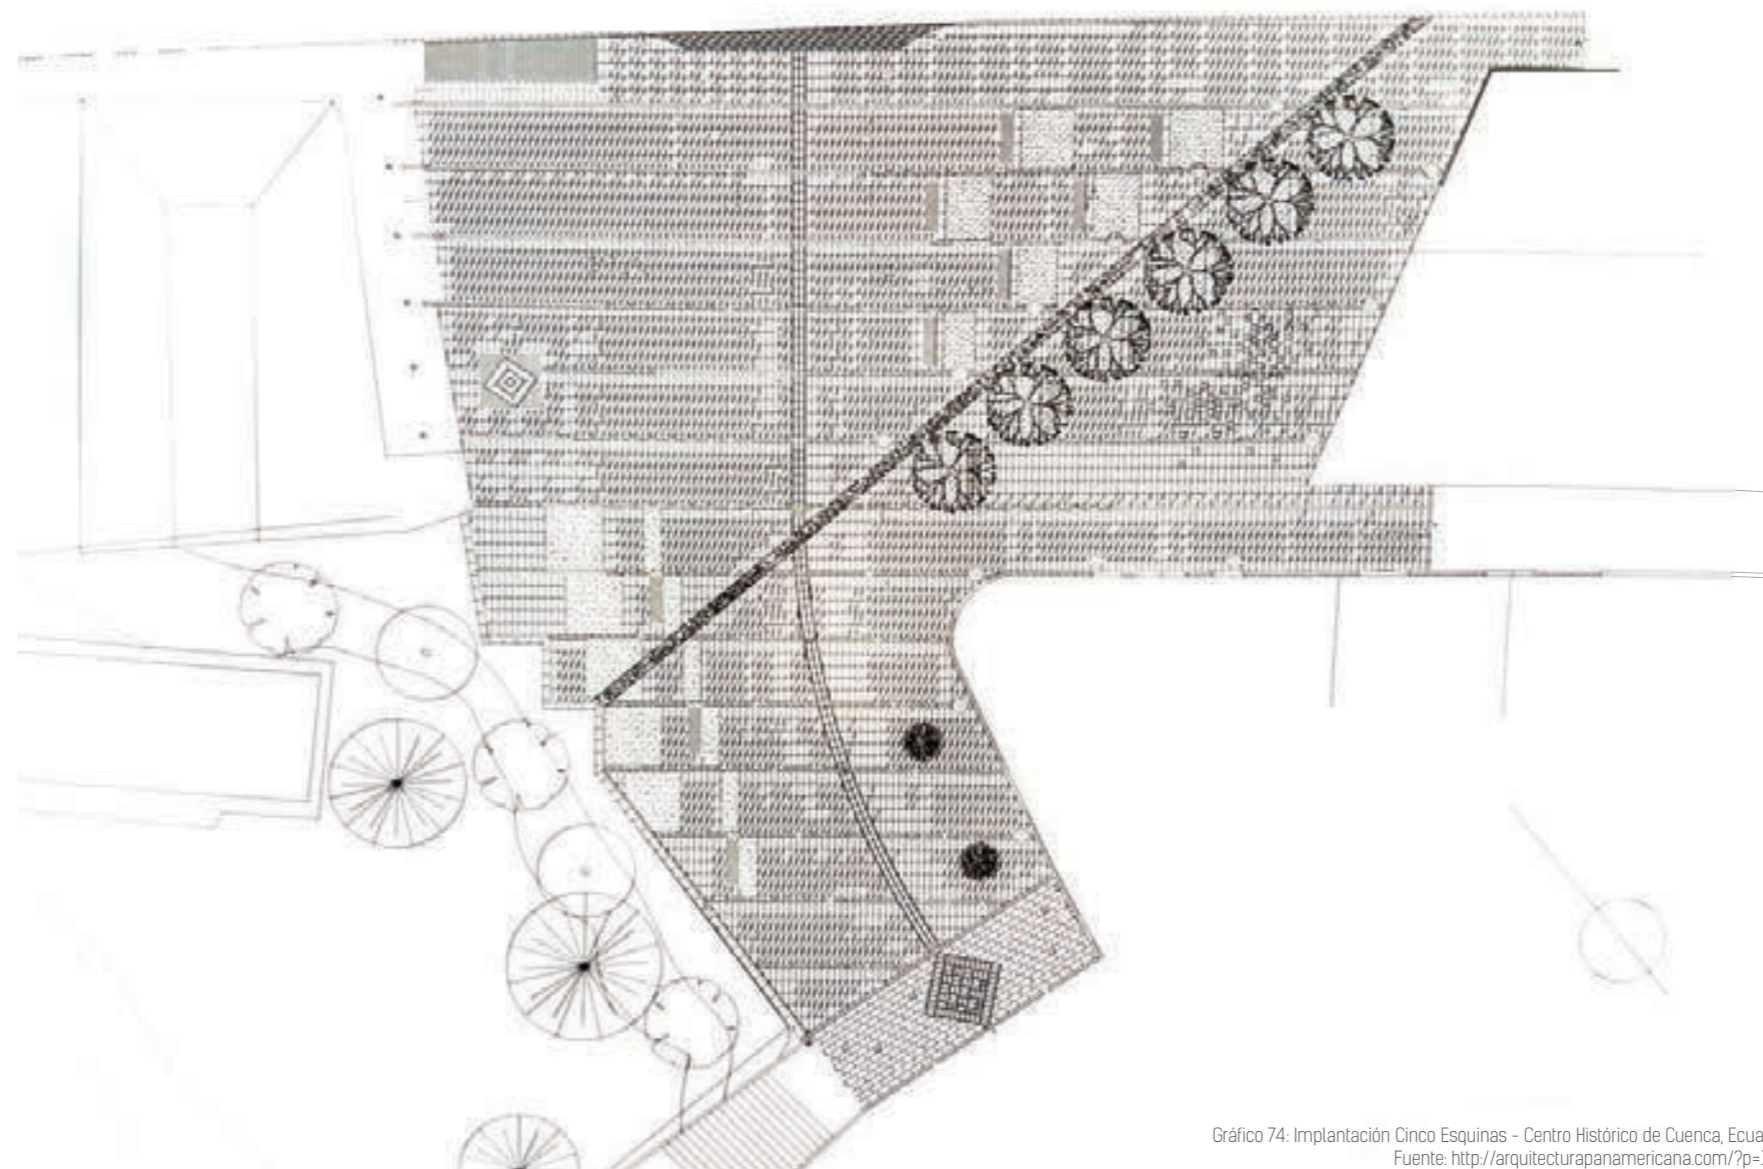 Gráfico 74: Implantación Cinco Esquinas - Centro Histórico de Cuenca, Ecua
Fuente: http://arquitecturapanamericana.com/?p=